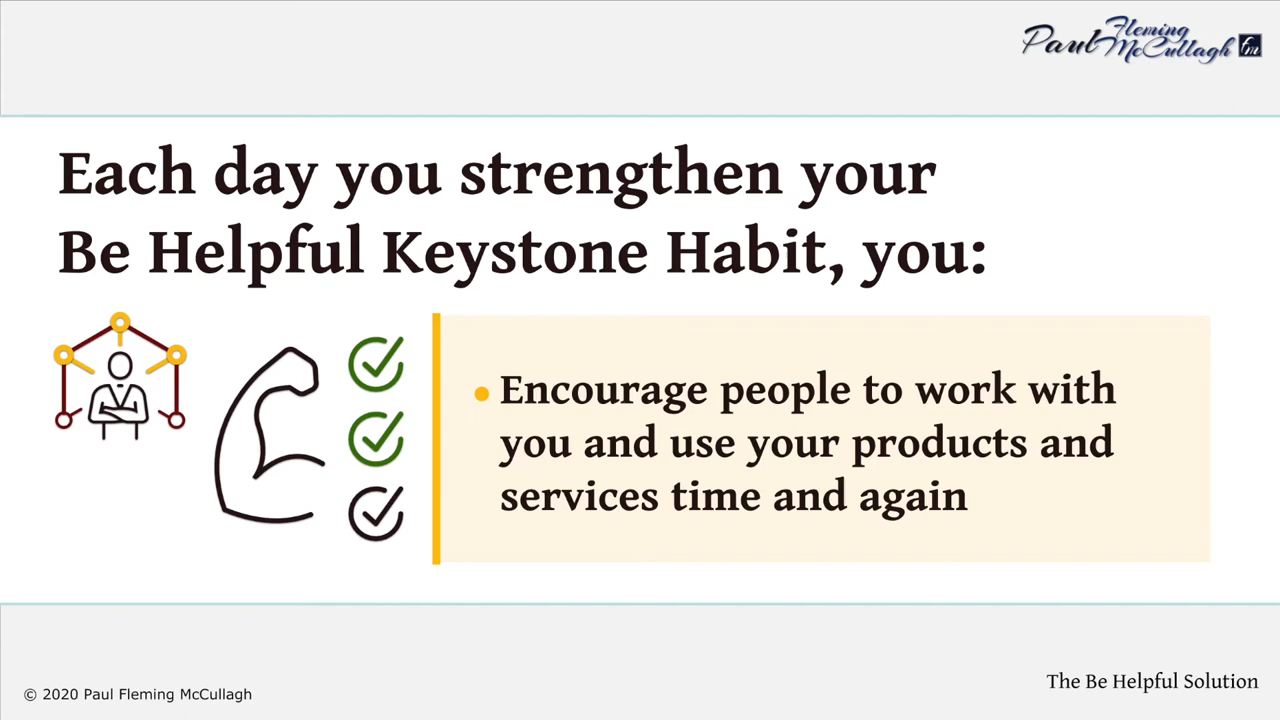 Paul Fleming McCullagh fm
Each day you strengthen your
Be Helpful Keystone Habit, you:
• Encourage people to work with
you and use your products and
services time and again
© 2020 Paul Fleming McCullagh
The Be Helpful Solution